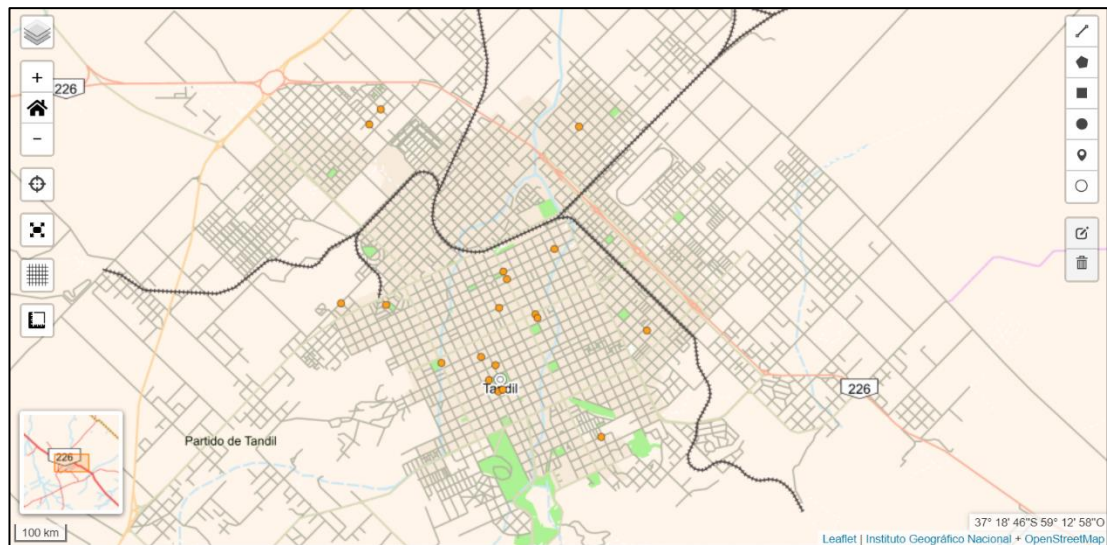 226
+
−
Tandil
226
Partido de Tandil
226
100 km
37° 18' 46"S 59° 12' 58"O
Leaflet | Instituto Geográfico Nacional + OpenStreetMap